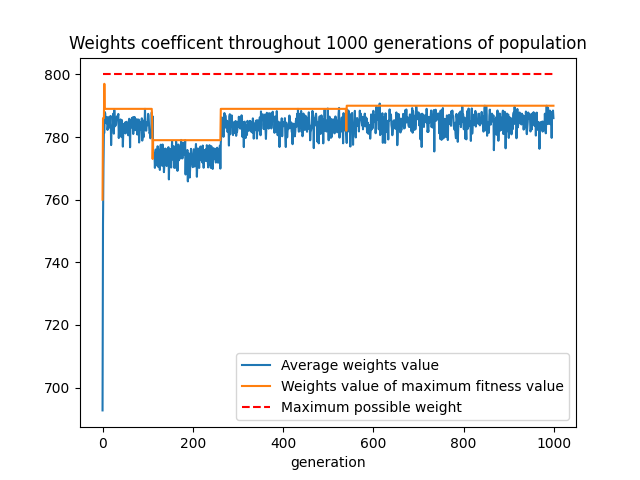 Weights coefficent throughout 1000 generations of population
800
780
760
740
720
700
0
200
400
600
800
1000
generation
Average weights value
Weights value of maximum fitness value
Maximum possible weight